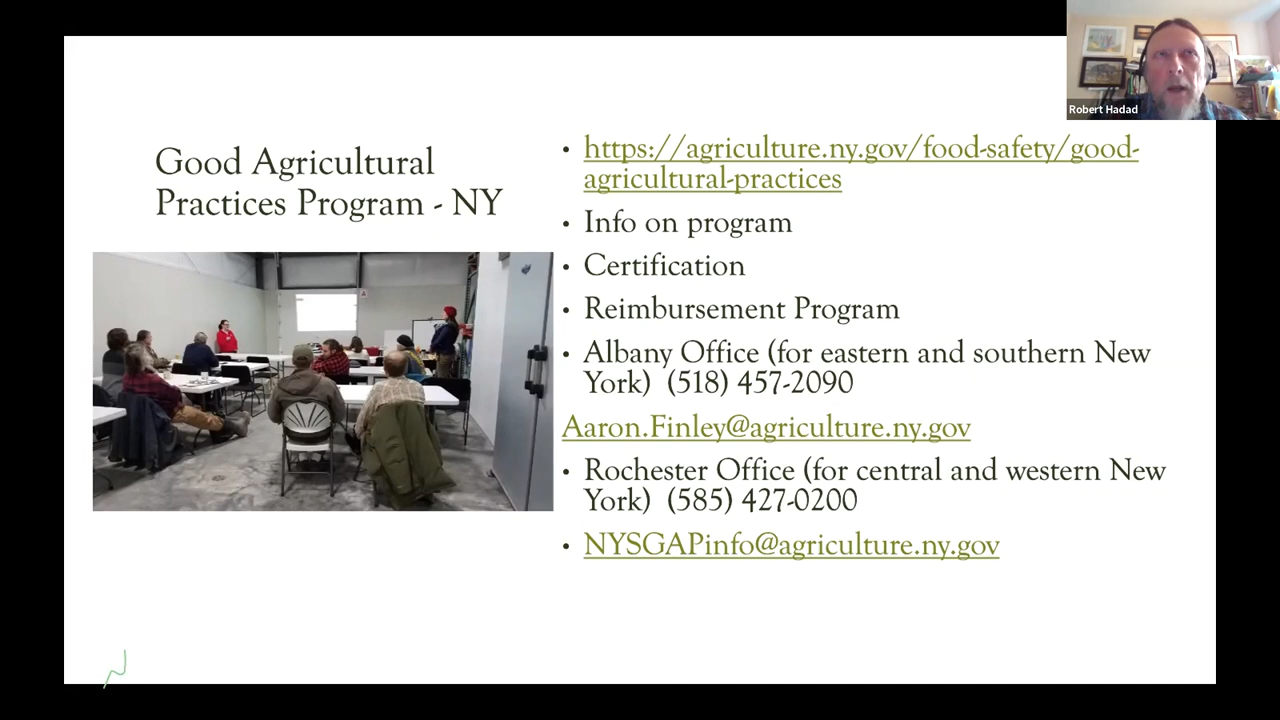 Robert Hadad
Good Agricultural
Practices Program - NY
• https://agriculture.ny.gov/food-safety/good-
agricultural-practices
• Info on program
• Certification
• Reimbursement Program
• Albany Office (for eastern and southern New
York) (518) 457-2090
Aaron.Finley@agriculture.ny.gov
• Rochester Office (for central and western New
York) (585) 427-0200
• NYSGAPinfo@agriculture.ny.gov